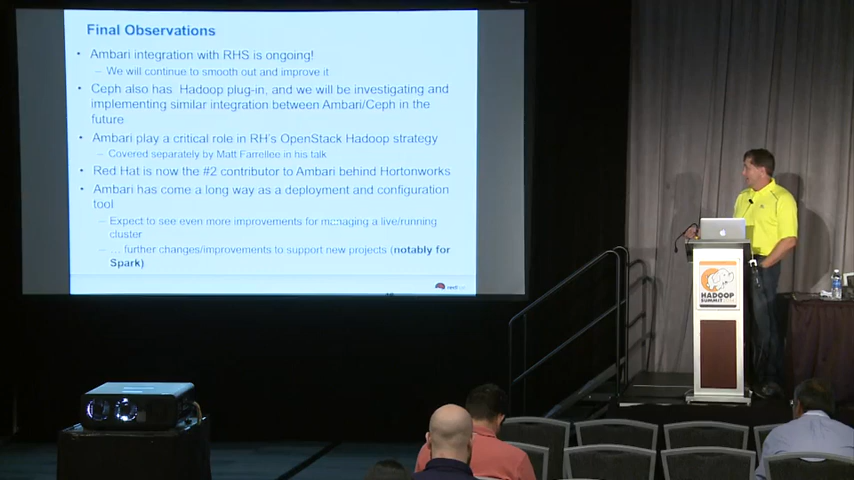 Final Observations
• Ambari integration with RHS is ongoing!
– We will continue to smooth out and improve it
• Ceph also has Hadoop plug-in, and we will be investigating and
implementing similar integration between Ambari/Ceph in the
future
• Ambari play a critical role in RH's OpenStack Hadoop strategy
– Covered separately by Matt Farrellee in his talk
• Red Hat is now the #2 contributor to Ambari behind Hortonworks
• Ambari has come a long way as a deployment and configuration
tool
– Expect to see even more improvements for managing a live/running
cluster
– ... further changes/improvements to support new projects (notably for
Spark)
HADOOP
SUMMIT